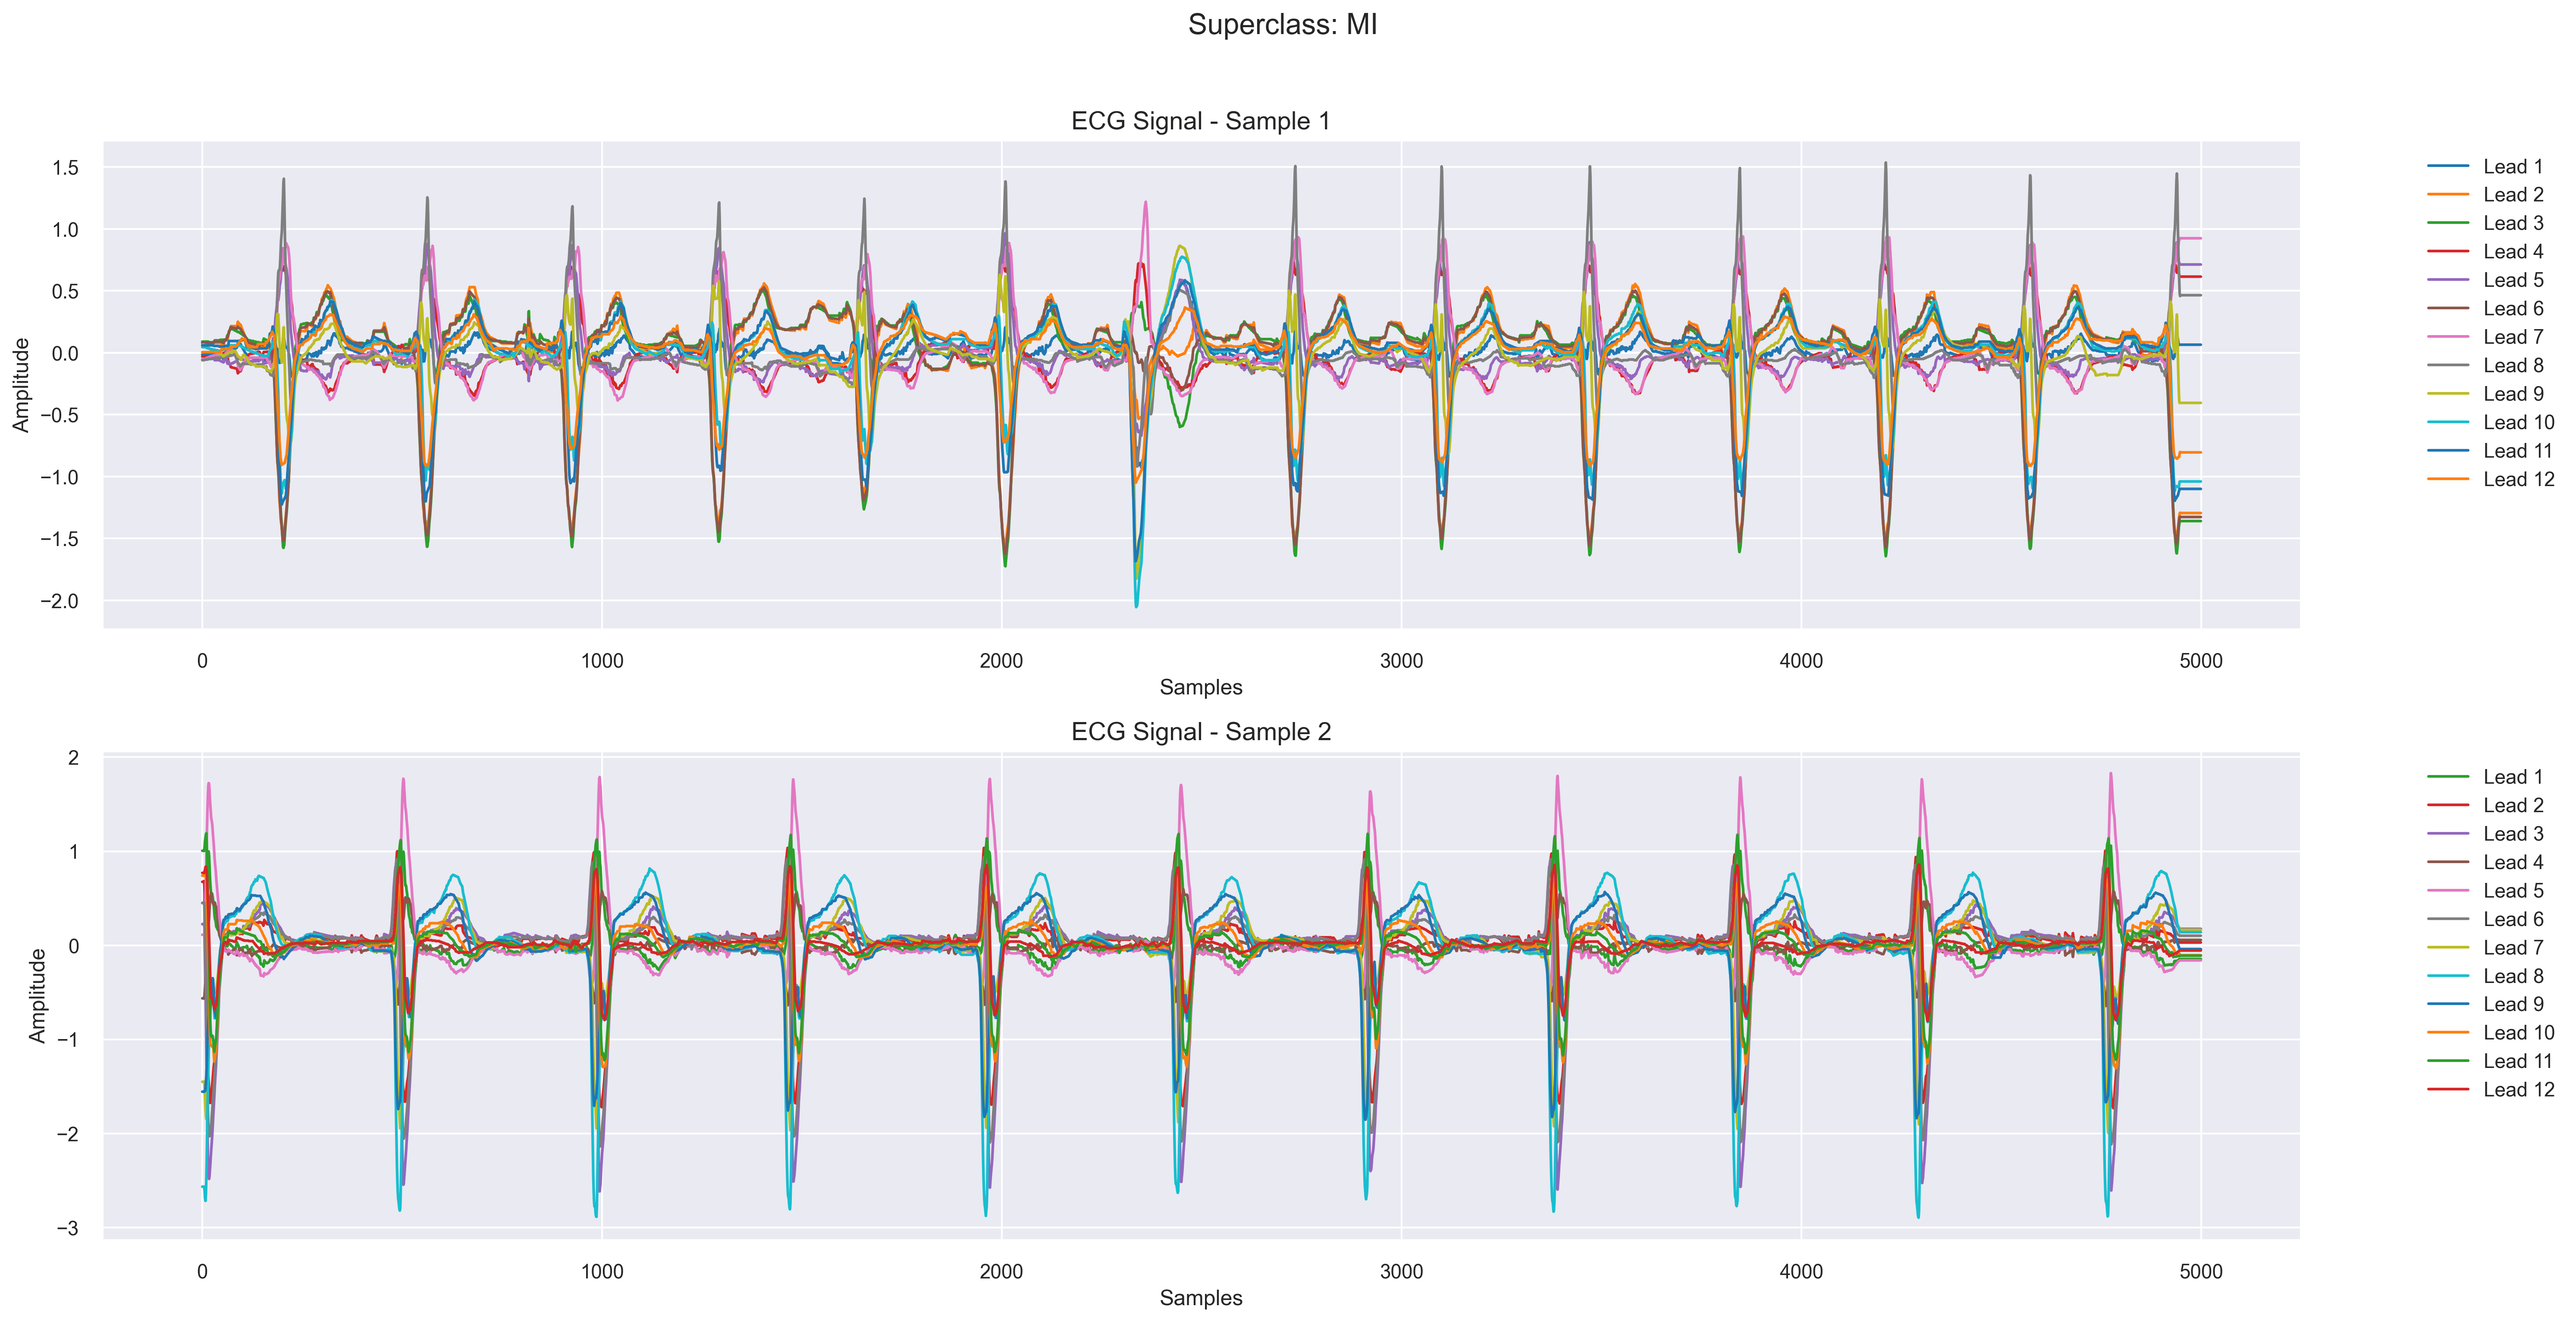 Superclass: MI
ECG Signal - Sample 1
1.5
1.0
0.5
0.0
−0.5
−1.0
−1.5
−2.0
Amplitude
0 1000 2000 3000 4000 5000
Samples
Lead 1
Lead 2
Lead 3
Lead 4
Lead 5
Lead 6
Lead 7
Lead 8
Lead 9
Lead 10
Lead 11
Lead 12
ECG Signal - Sample 2
2
1
0
−1
−2
−3
Amplitude
0 1000 2000 3000 4000 5000
Samples
Lead 1
Lead 2
Lead 3
Lead 4
Lead 5
Lead 6
Lead 7
Lead 8
Lead 9
Lead 10
Lead 11
Lead 12